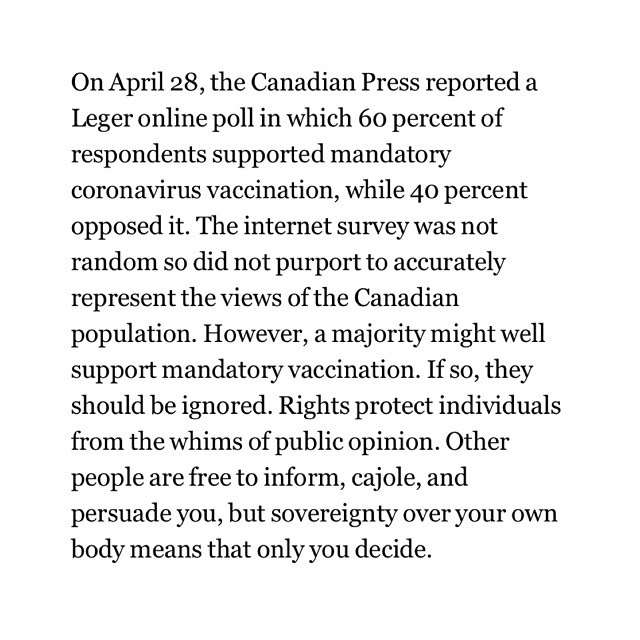 On April 28, the Canadian Press reported a
Leger online poll in which 60 percent of
respondents supported mandatory
coronavirus vaccination, while 40 percent
opposed it. The internet survey was not
random so did not purport to accurately
represent the views of the Canadian
population. However, a majority might well
support mandatory vaccination. If so, they
should be ignored. Rights protect individuals
from the whims of public opinion. Other
people are free to inform, cajole, and
persuade you, but sovereignty over your own
body means that only you decide.